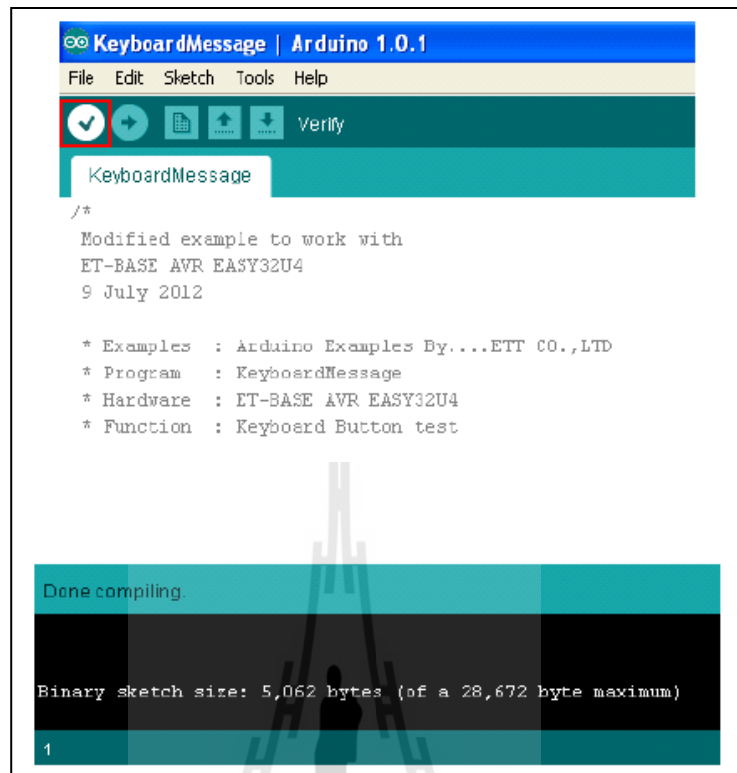 KeyboardMessage | Arduino 1.0.1
File Edit Sketch Tools Help
Verify
KeyboardMessage
/*
Modified example to work with
ET-BASE AVR EASY32U4
9 July 2012
* Examples : Arduino Examples By....ETT CO.,LTD
* Program : KeyboardMessage
* Hardware : ET-BASE AVR EASY32U4
* Function : Keyboard Button test
Done compiling.
Binary sketch size: 5,062 bytes (of a 28,672 byte maximum)
1